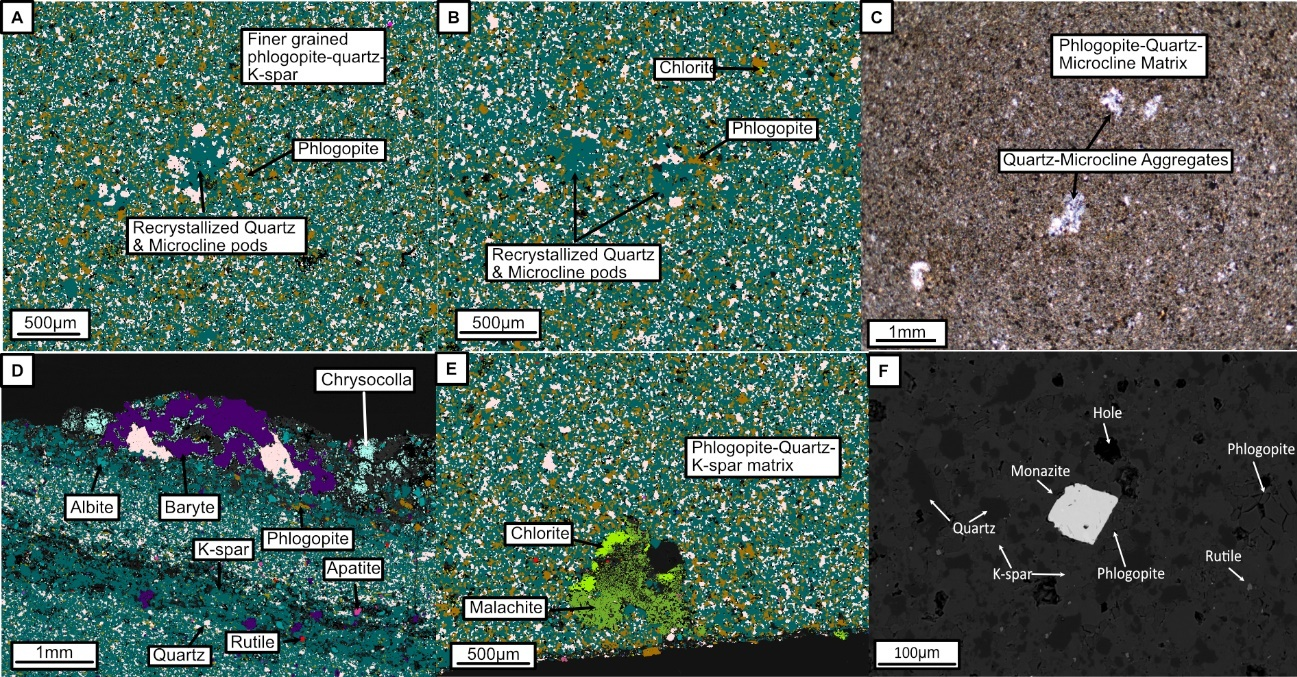 A
Finer grained
phlogopite-quartz-
K-spar
Phlogopite
Recrystallized Quartz
& Microcline pods
500µm
B
Chlorite
Phlogopite
Recrystallized Quartz
& Microcline pods
500µm
C
Phlogopite-Quartz-
Microcline Matrix
Quartz-Microcline Aggregates
1mm
D
Chrysocolla
Albite
Baryte
Phlogopite
K-spar
Apatite
Quartz
Rutile
1mm
E
Phlogopite-Quartz-
K-spar matrix
Chlorite
Malachite
500µm
F
Hole
Phlogopite
Monazite
Quartz
Rutile
K-spar
Phlogopite
100µm